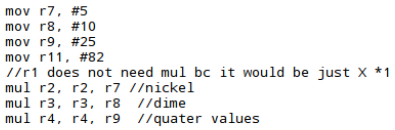 mov r7, #5
mov r8, #10
mov r9, #25
mov r11, #82
//r1 does not need mul bc it would be just X *1
mul r2, r2, r7 //nickel
mul r3, r3, r8  //dime
mul r4, r4, r9  //quater values